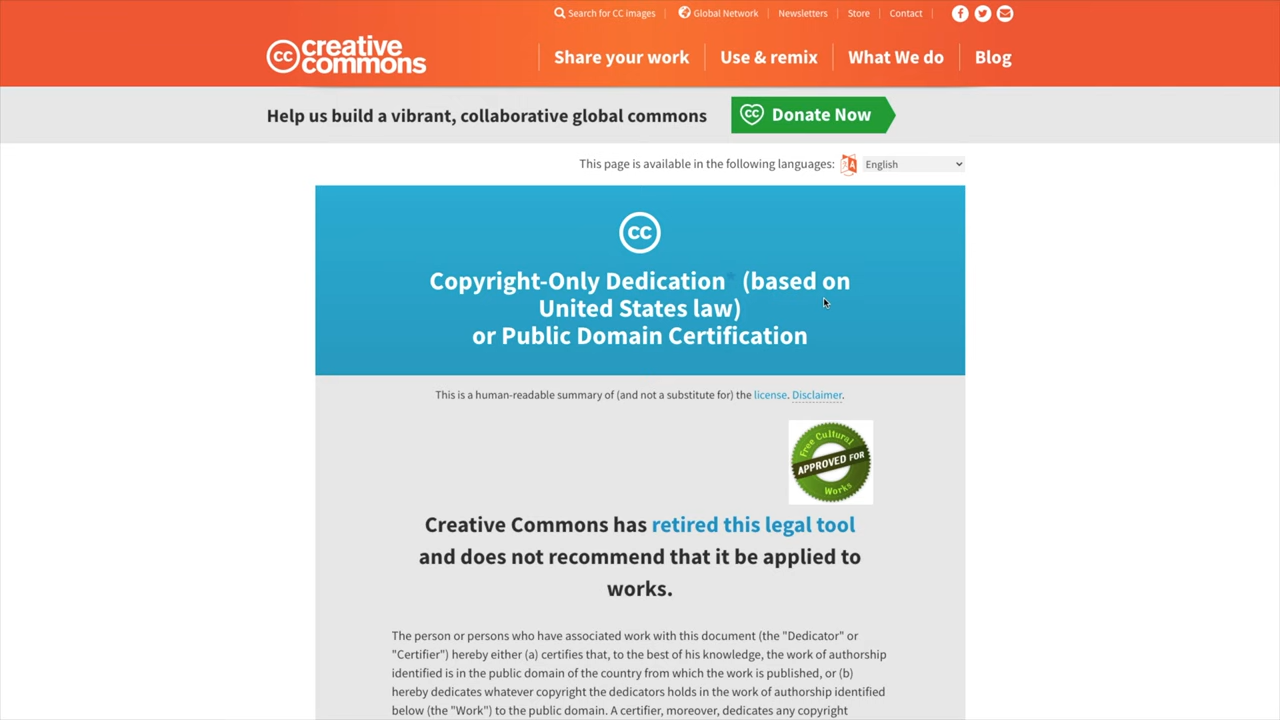 Search for CC images
Global Network
Newsletters
Store
Contact
cc creative commons
Share your work
Use & remix
What We do
Blog
Help us build a vibrant, collaborative global commons
cc Donate Now
This page is available in the following languages:
English
cc
Copyright-Only Dedication* (based on
United States law)
or Public Domain Certification
This is a human-readable summary of (and not a substitute for) the license. Disclaimer.
Free Cultural
APPROVED FOR
Works
Creative Commons has retired this legal tool
and does not recommend that it be applied to
works.
The person or persons who have associated work with this document (the "Dedicator" or
"Certifier") hereby either (a) certifies that, to the best of his knowledge, the work of authorship
identified is in the public domain of the country from which the work is published, or (b)
hereby dedicates whatever copyright the dedicators holds in the work of authorship identified
below (the "Work") to the public domain. A certifier, moreover, dedicates any copyright